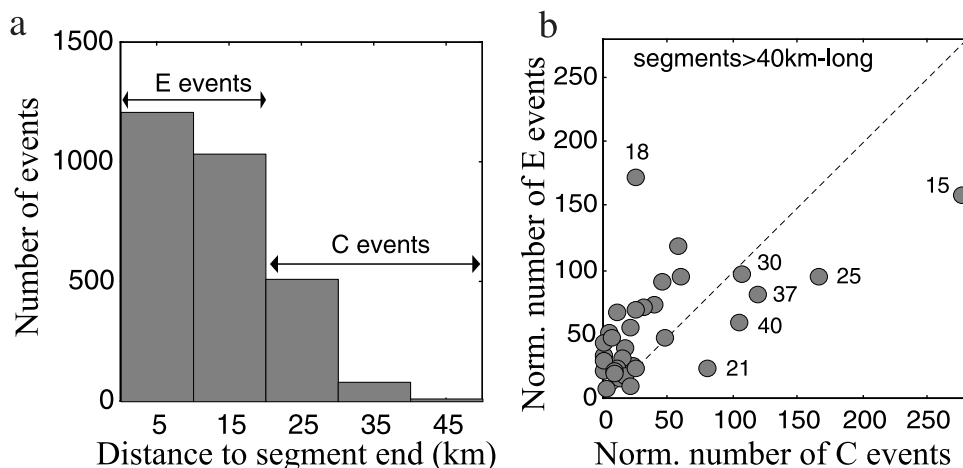 a
1500
1000
500
0
E events
C events
5 15 25 35 45
Number of events
Distance to segment end (km)
b
segments>40km-long
250
200
150
100
50
0
18
15
30
25
37
40
21
0 50 100 150 200 250
Norm. number of E events
Norm. number of C events